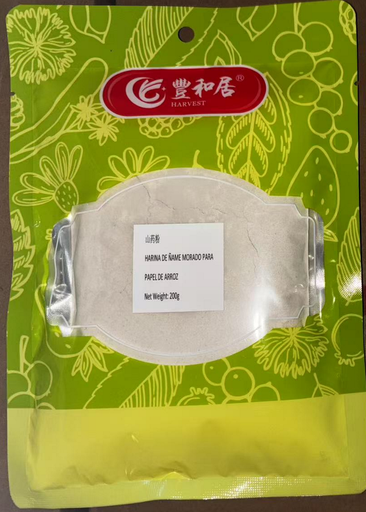 豐和居®
HARVEST
山药粉
HARINA DE ÑAME MORADO PARA
PAPEL DE ARROZ
Net Weight: 200g